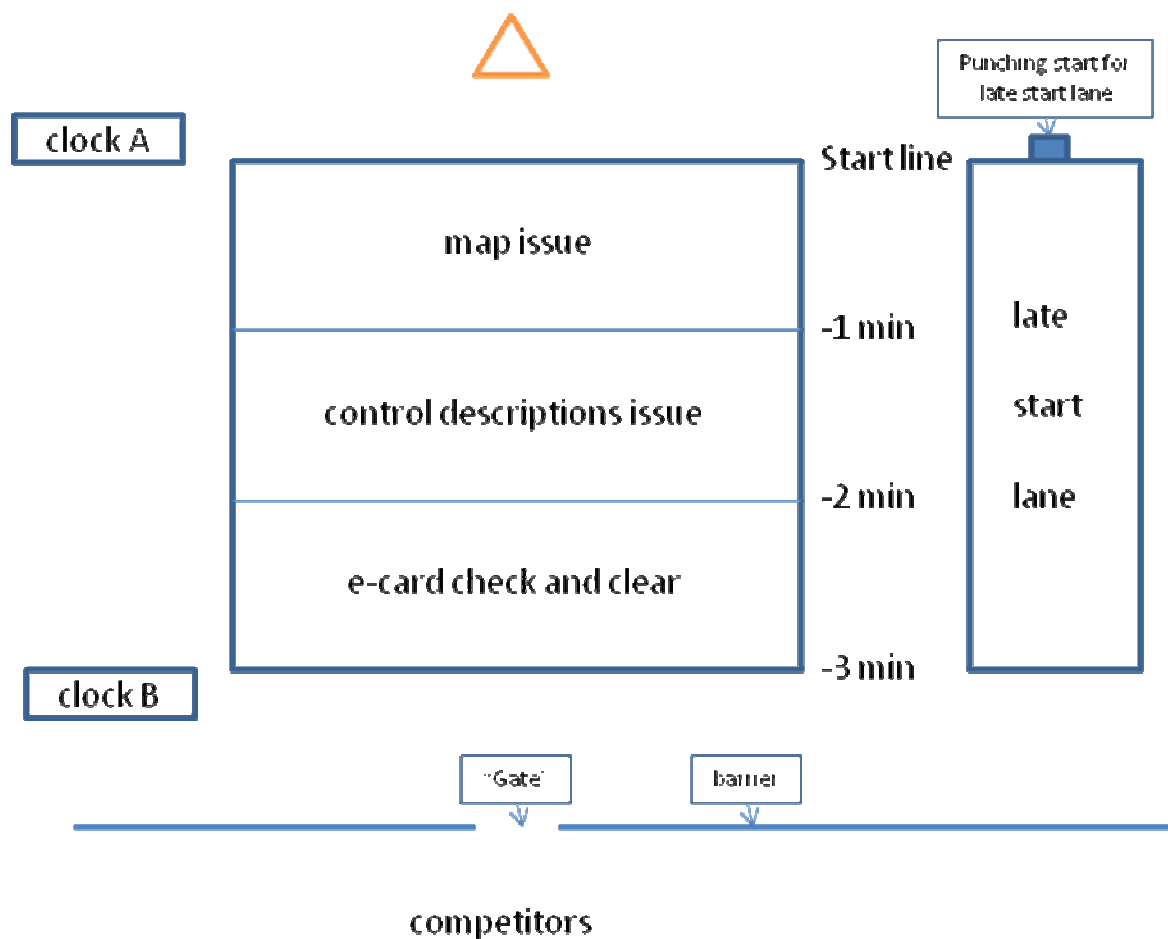 Punching start for
late start lane
clock A
Start line
map issue
-1 min
late
control descriptions issue
start
-2 min
lane
e-card check and clear
-3 min
clock B
"Gate"
barrier
competitors